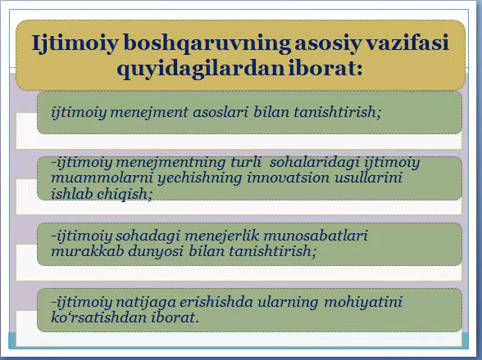 Ijtimoiy boshqaruvning asosiy vazifasi
quyidagilardan iborat:
ijtimoiy menejment asoslari bilan tanishtirish;
-ijtimoiy menejmentning turli sohalaridagi ijtimoiy
muammolarni yechishning innovatsion usullarini
ishlab chiqish;
-ijtimoiy sohadagi menejerlik munosabatlari
murakkab dunyosi bilan tanishtirish;
-ijtimoiy natijaga erishishda ularning mohiyatini
ko‘rsatishdan iborat.